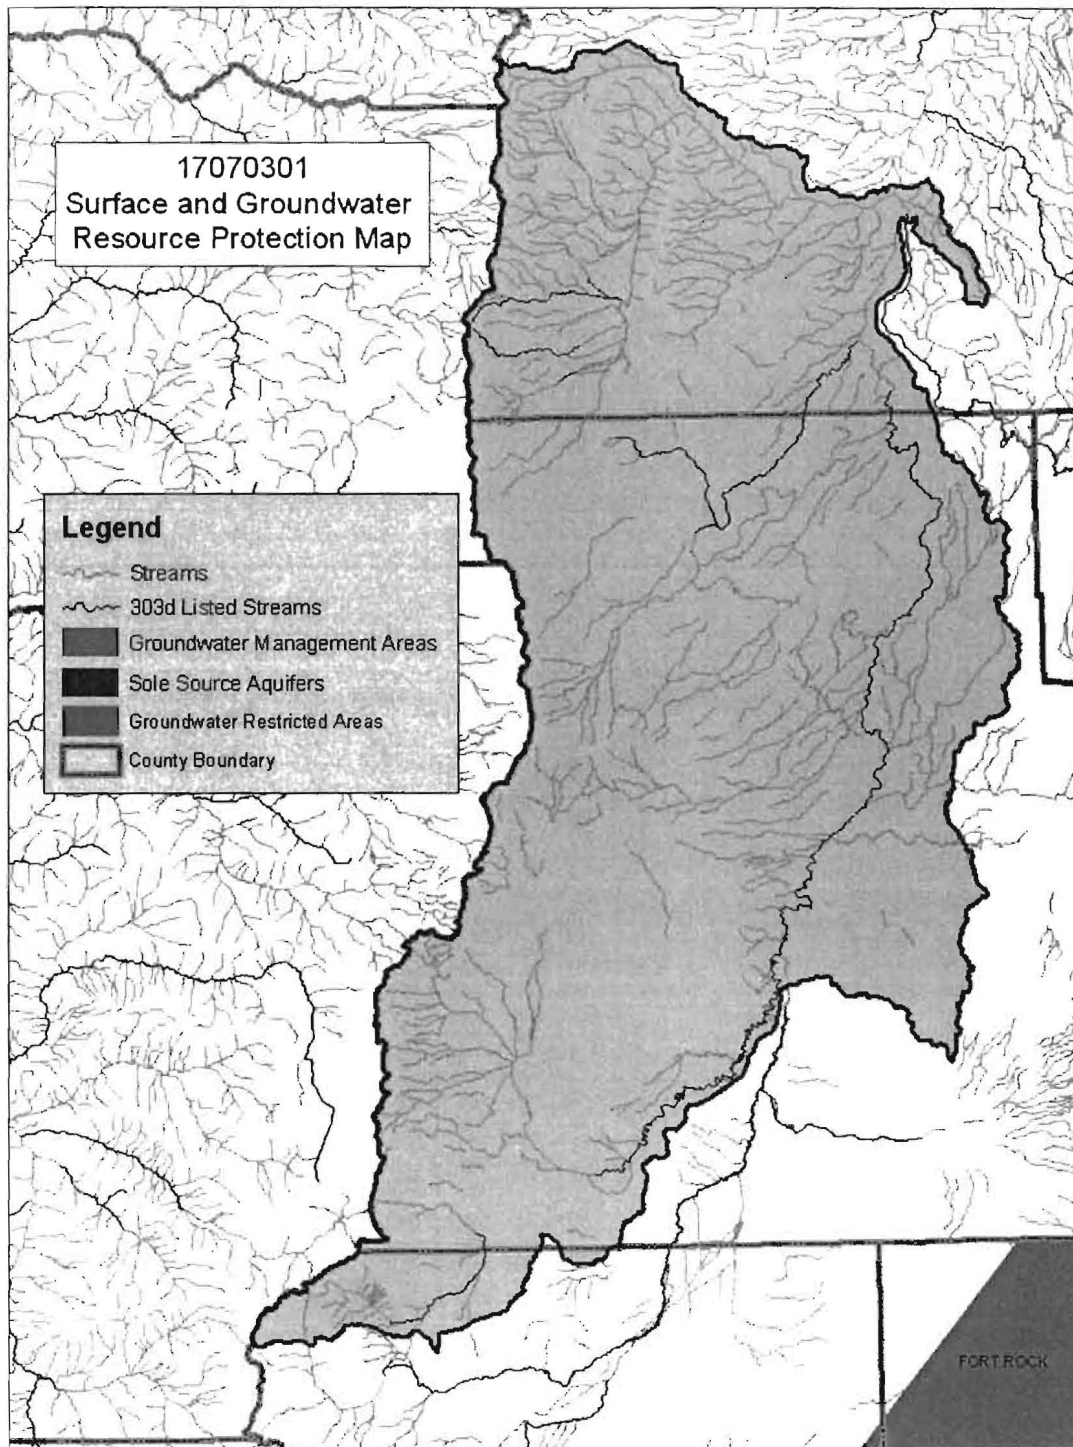 17070301
Surface and Groundwater
Resource Protection Map
Legend
Streams
303d Listed Streams
Groundwater Management Areas
Sole Source Aquifers
Groundwater Restricted Areas
County Boundary
FORT ROCK